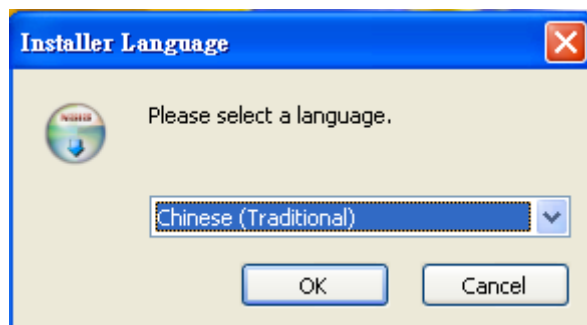 Installer Language
Please select a language.
Chinese (Traditional)
OK
Cancel